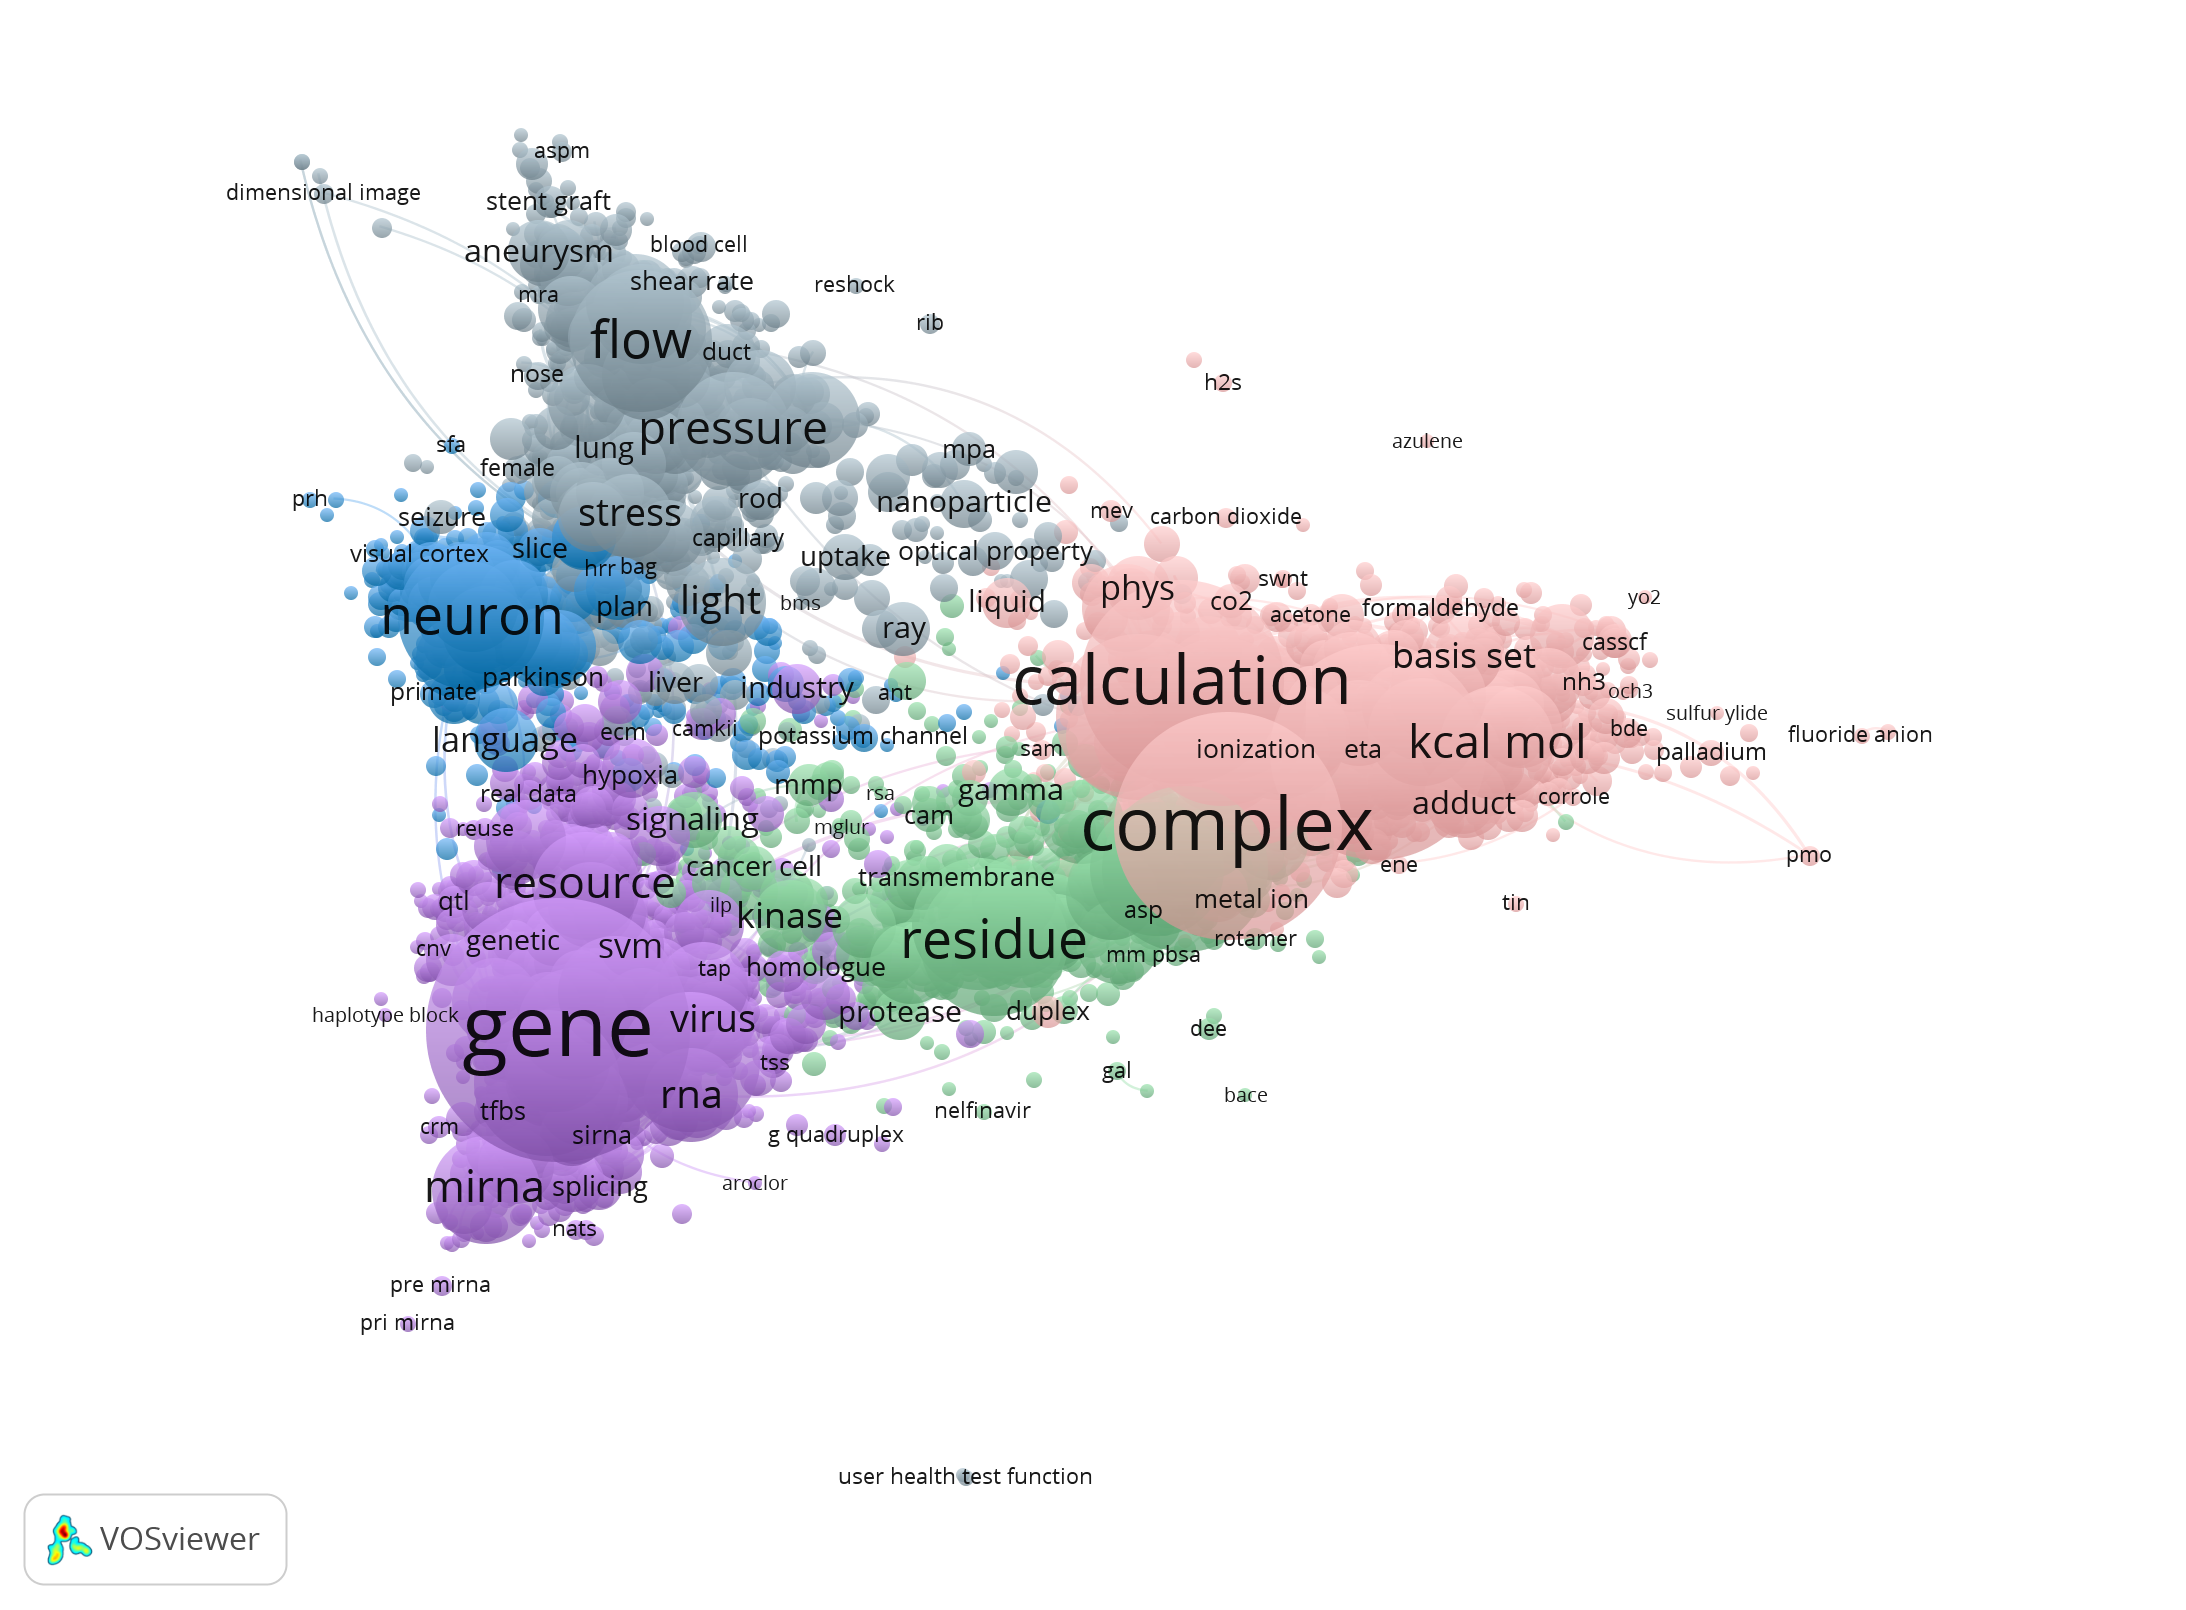 aspm
dimensional image
stent graft
aneurysm
blood cell
shear rate
reshock
mra
rib
flow
duct
nose
h2s
pressure
azulene
sfa
lung
mpa
female
prh
rod
nanoparticle
seizure
stress
mev
carbon dioxide
capillary
visual cortex
slice
uptake
optical property
hrr
bag
swnt
phys
neuron
plan
light
bms
liquid
co2
acetone
formaldehyde
yo2
ray
casscf
basis set
parkinson
primate
liver
industry
ant
calculation
nh3
och3
sulfur ylide
language
ecm
camkii
potassium channel
sam
ionization
eta
kcal mol
bde
palladium
fluoride anion
hypoxia
real data
mmp
rsa
gamma
adduct
corrole
reuse
signaling
mglur
cam
complex
pmo
cancer cell
transmembrane
ene
resource
qtl
ilp
kinase
asp
metal ion
tin
cnv
genetic
svm
residue
rotamer
tap
homologue
mm pbsa
haplotype block
gene
virus
protease
duplex
dee
tss
gal
rna
bace
tfbs
nelfinavir
crm
sirna
g quadruplex
mirna
splicing
aroclor
nats
pre mirna
pri mirna
user health test function
VOSviewer